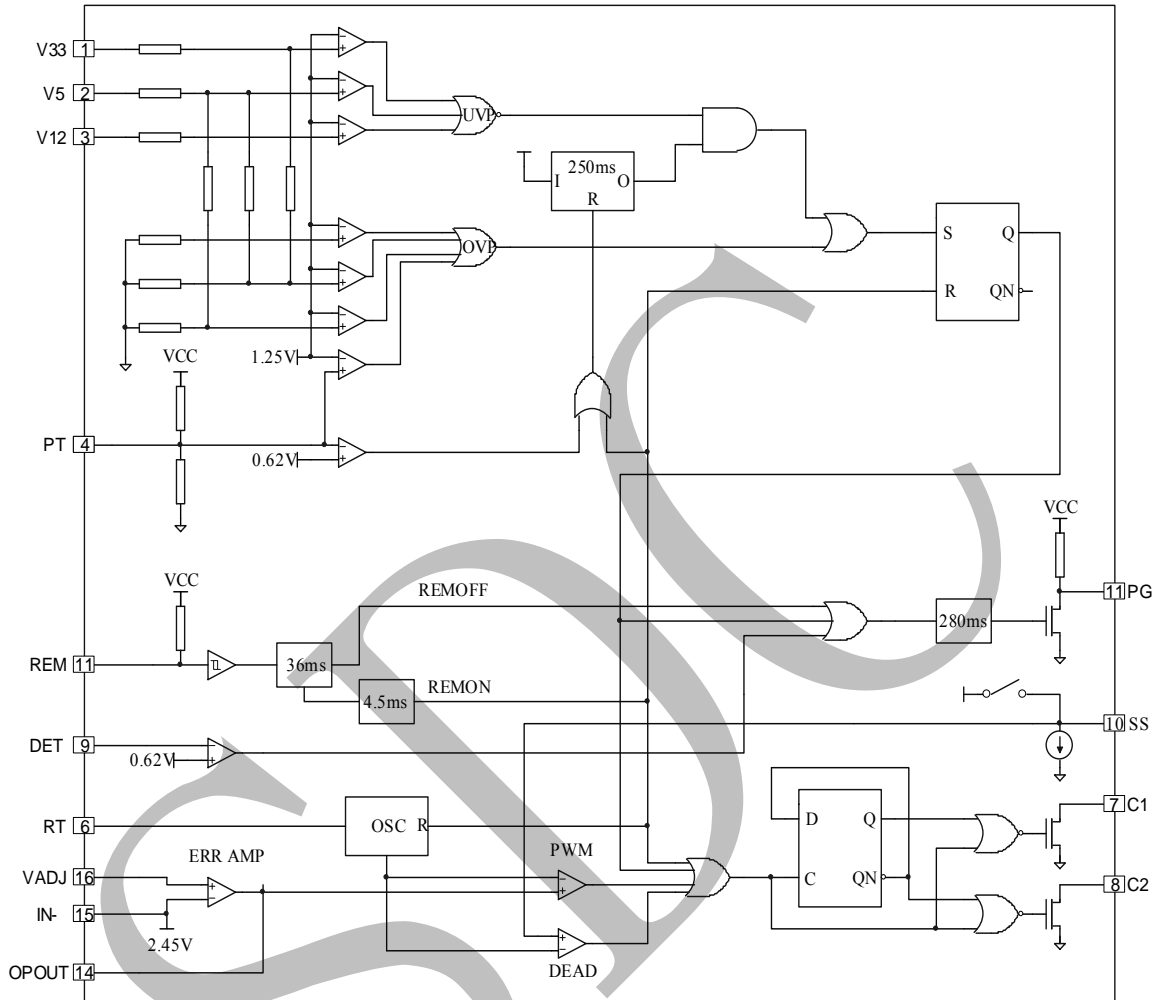 V33 1
V5 2
V12 3
UVP
250ms
I O
R
OVP
S Q
R QN
1.25V
VCC
PT 4
0.62V
VCC
11 PG
VCC
REMOFF
280ms
REM 11
36ms
4.5ms
REMON
10 SS
DET 9
0.62V
RT 6
OSC R
D Q
C QN
7 C1
8 C2
ERR AMP
PWM
VADJ 16
IN- 15
2.45V
DEAD
OPOUT 14
SDC